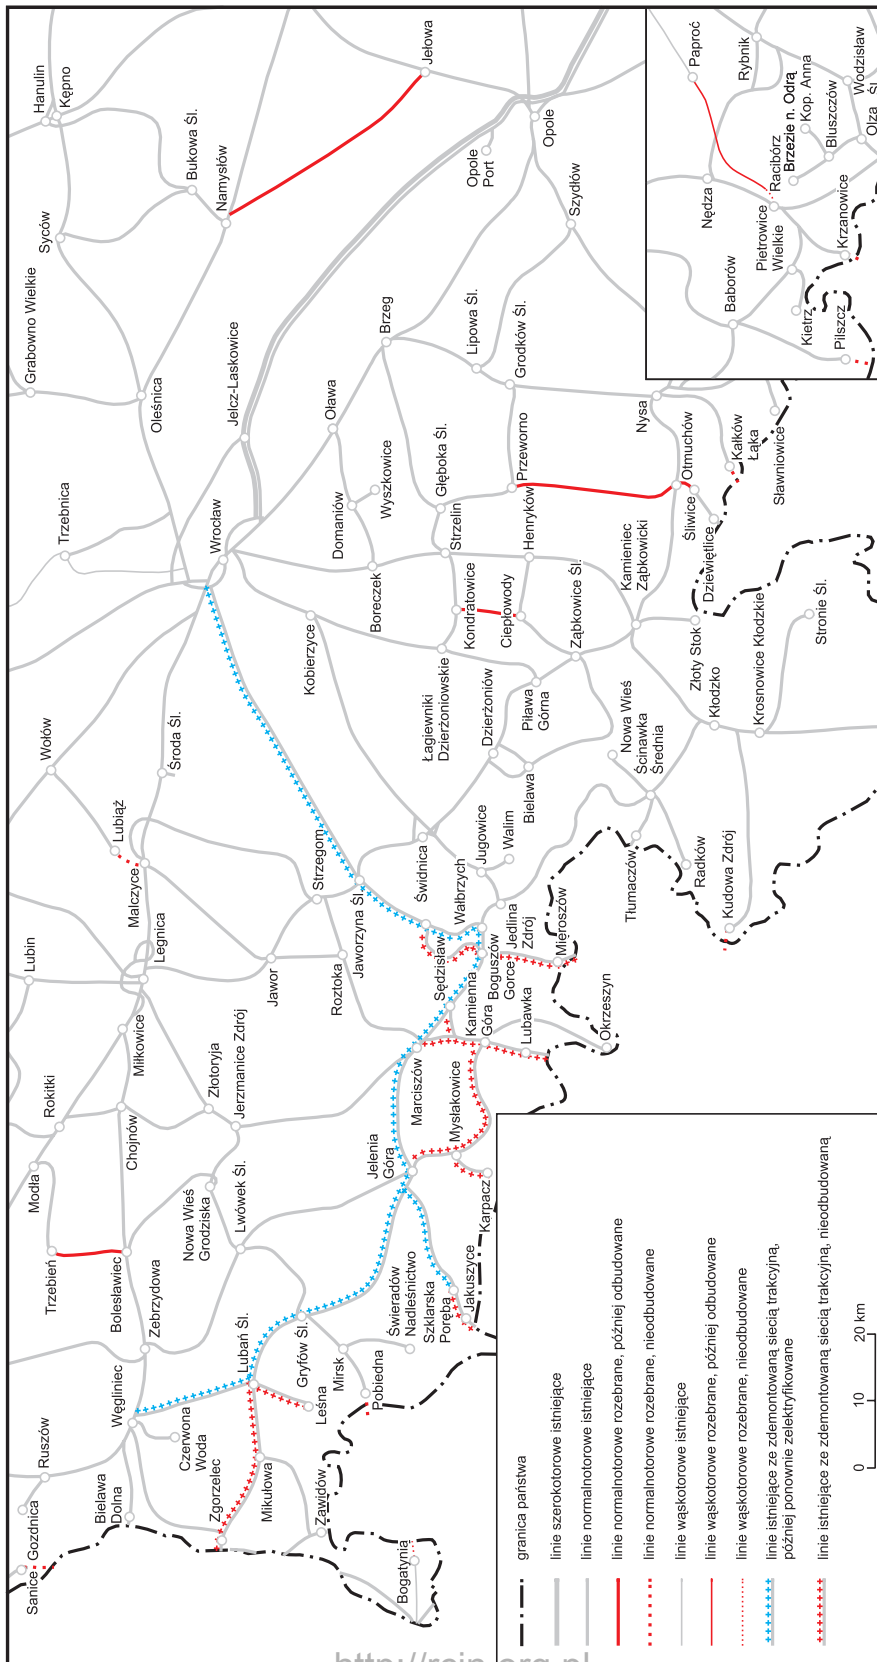 Hanulin
Kępno
Bukowa Śl.
Namysłów
Syców
Grabowno Wielkie
Oleśnica
Jelcz-Laskowice
Trzebnica
Wrocław
Jełowa
Opole
Opole
Port
Szydłów
Brzeg
Lipowa Śl.
Grodków Śl.
Oława
Domaniów
Wyszkowice
Głęboka Śl.
Przeworno
Boreczek
Strzelin
Henryków
Nysa
Otmuchów
Kałków
Łąka
Sławniowice
Śliwice
Dziewiętlice
Kamieniec
Ząbkowicki
Kondratowice
Ciepłowody
Ząbkowice Śl.
Złoty Stok
Kłodzko
Krosnowice Kłodzkie
Stronie Śl.
Kobierzyce
Łagiewniki
Dzierżoniowskie
Dzierżoniów
Piława
Górna
Bielawa
Nowa Wieś
Ścinawka
Średnia
Wołów
Lubiąż
Środa Śl.
Malczyce
Legnica
Lubin
Strzegom
Jaworzyna Śl.
Jawor
Roztoka
Świdnica
Wałbrzych
Jugowice
Walim
Jedlina
Zdrój
Boguszów
Gorce
Mięroszów
Tłumaczów
Radków
Kudowa Zdrój
Sędzisław
Kamienna
Góra
Lubawka
Okrzeszyn
Marciszów
Mysłakowice
Karpacz
Jelenia
Góra
Miłkowice
Rokitki
Chojnów
Złotoryja
Jerzmanice Zdrój
Modła
Trzebień
Bolesławiec
Nowa Wieś
Grodziska
Lwówek Śl.
Zebrzydowa
Węgliniec
Lubań Śl.
Gryfów Śl.
Mirsk
Świeradów
Nadleśnictwo
Szklarska
Poręba
Jakuszyce
Pobiedna
Leśna
Ruszów
Gozdnica
Sanice
Bielawa
Dolna
Czerwona
Woda
Zgorzelec
Mikułowa
Zawidów
Bogatynia
Paproć
Rybnik
Nędza
Racibórz
Brzezie n. Odrą
Kop. Anna
Bluszczów
Wodzisław
Olza Śl.
Pietrowice
Wielkie
Krzanowice
Baborów
Kietrz
Pilszcz
granica państwa
linie szerokotorowe istniejące
linie normalnotorowe istniejące
linie normalnotorowe rozebrane, później odbudowane
linie normalnotorowe rozebrane, nieodbudowane
linie wąskotorowe istniejące
linie wąskotorowe rozebrane, później odbudowane
linie wąskotorowe rozebrane, nieodbudowane
linie istniejące ze zdemontowaną siecią trakcyjną,
później ponownie zelektryfikowane
linie istniejące ze zdemontowaną siecią trakcyjną, nieodbudowaną
0 10 20 km
http://rcin.org.pl